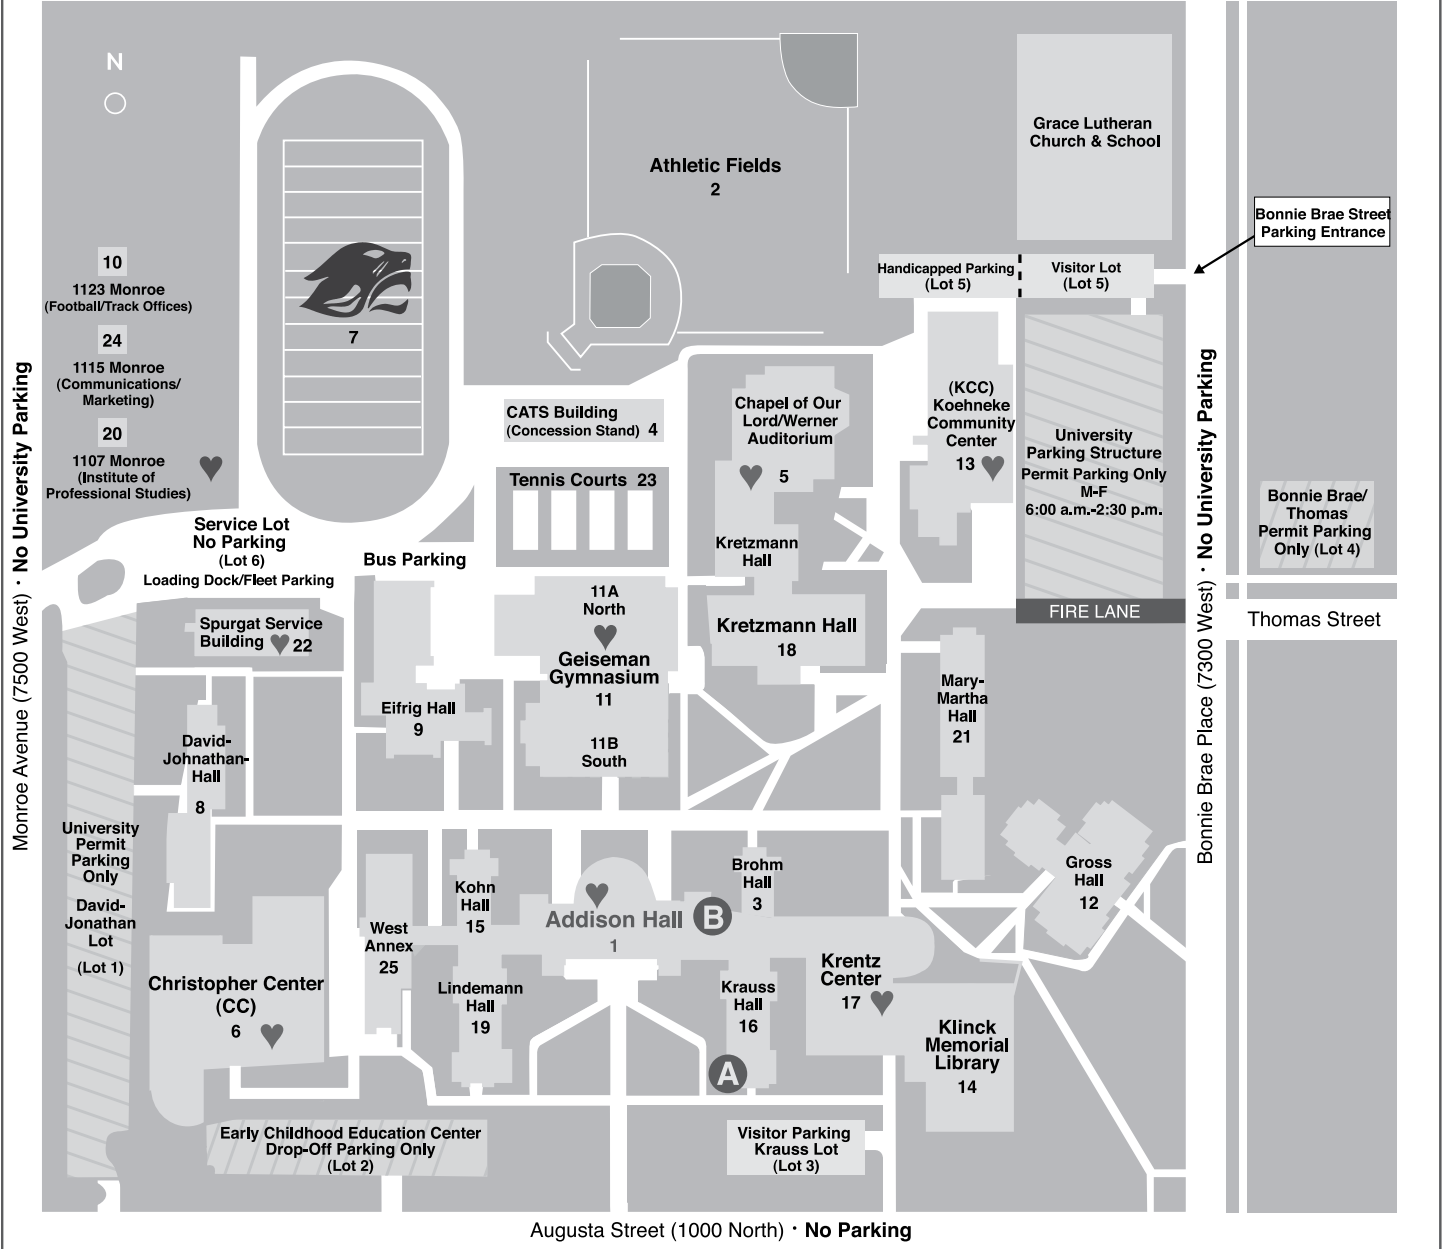 N
Athletic Fields
2
Grace Lutheran
Church & School
Bonnie Brae Street
Parking Entrance
Handicapped Parking
(Lot 5)
Visitor Lot
(Lot 5)
10
1123 Monroe
(Football/Track Offices)
24
1115 Monroe
(Communications/
Marketing)
20
1107 Monroe
(Institute of
Professional Studies)
7
CATS Building
(Concession Stand) 4
Tennis Courts 23
Chapel of Our
Lord/Werner
Auditorium
5
Kretzmann
Hall
(KCC)
Koehneke
Community
Center
13
University
Parking Structure
Permit Parking Only
M-F
6:00 a.m.-2:30 p.m.
Bonnie Brae/
Thomas
Permit Parking
Only (Lot 4)
Service Lot
No Parking
(Lot 6)
Loading Dock/Fleet Parking
Bus Parking
FIRE LANE
Thomas Street
Spurgat Service
Building 22
11A
North
Geiseman
Gymnasium
11
11B
South
Kretzmann Hall
18
Eifrig Hall
9
Mary-
Martha
Hall
21
David-
Johnathan-
Hall
8
University
Permit
Parking
Only
David-
Jonathan
Lot
(Lot 1)
Kohn
Hall
15
Brohm
Hall
3
Gross
Hall
12
West
Annex
25
Addison Hall
1
B
Christopher Center
(CC)
6
Lindemann
Hall
19
Krauss
Hall
16
A
Krentz
Center
17
Klinck
Memorial
Library
14
Early Childhood Education Center
Drop-Off Parking Only
(Lot 2)
Visitor Parking
Krauss Lot
(Lot 3)
Monroe Avenue (7500 West) · No University Parking
Bonnie Brae Place (7300 West) · No University Parking
Augusta Street (1000 North) · No Parking